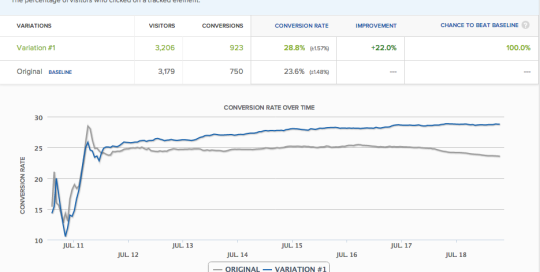 The percentage of visitors who clicked on a tracked element.
VARIATIONS VISITORS CONVERSIONS CONVERSION RATE IMPROVEMENT CHANCE TO BEAT BASELINE ?
Variation #1 3,206 923 28.8% (±1.57%) +22.0% 100.0%
Original BASELINE 3,179 750 23.6% (±1.48%) — —
CONVERSION RATE OVER TIME
30
25
20
15
10
CONVERSION RATE
JUL. 11 JUL. 12 JUL. 13 JUL. 14 JUL. 15 JUL. 16 JUL. 17 JUL. 18
ORIGINAL VARIATION #1